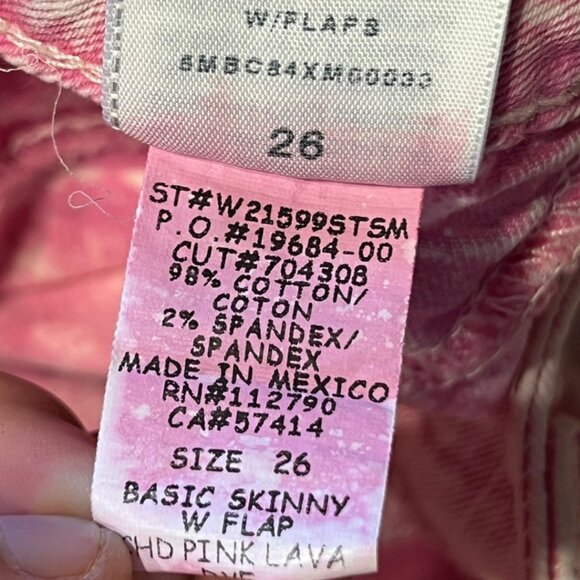 W/FLAPS
26
ST#W21599STSM
P.O.#19684-00
CUT#704308
98% COTTON/
COTON
2% SPANDEX/
SPANDEX
MADE IN MEXICO
RN#112790
CA#57414
SIZE 26
BASIC SKINNY
W FLAP
SHD PINK LAVA
DYE